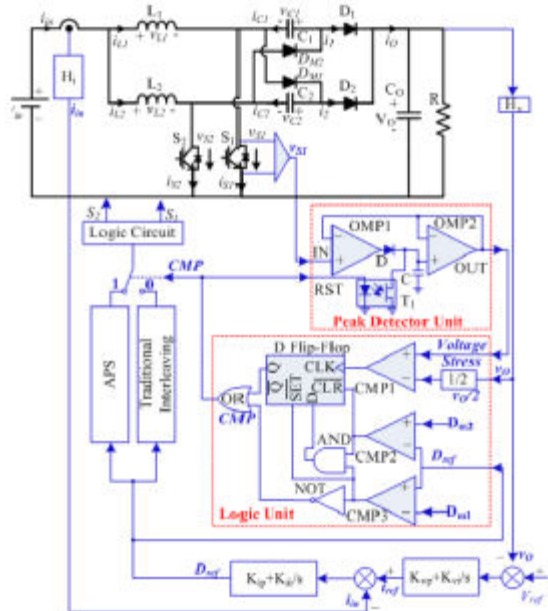 i_in L_1 i_C1 v_C1 i_1 D_1
i_L1 + v_L1 - C_1 i_O
D_M2
H_i D_M1
L_2 C_2 D_2 C_O R H_v
i_in i_L2 + v_L2 - i_C2 v_C2 i_2 V_O
S_2 v_S2 S_1 v_S1
i_S2 i_S1
S_2 S_1
Logic Circuit
OMP1 OMP2
IN D OUT
CMP RST C
T_1
1 0
Peak Detector Unit
APS
Traditional Interleaving
D Flip-Flop
Voltage
Stress
CLK
Q SET D CLR
CMP1 1/2 v_O
v_O/2
OR
CMP
AND D_m2
CMP2
D_ref
NOT
Logic Unit CMP3 D_m1
D_ref K_ip+K_ii/s i_ref K_vp+K_vi/s v_O
i_in V_ref